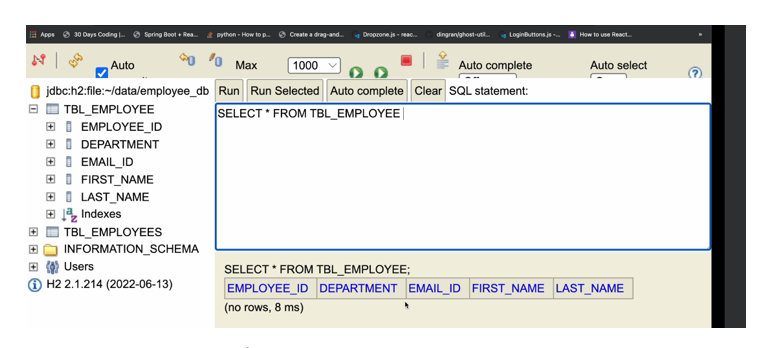 Apps 30 Days Coding |... Spring Boot + Rea... python - How to p... Create a drag-and... Dropzone.js - reac... dingran/ghost-util... LoginButtons.js -... How to use React... »
Auto Max 1000 Auto complete Auto select
jdbc:h2:file:~/data/employee_db Run Run Selected Auto complete Clear SQL statement:
TBL_EMPLOYEE
SELECT * FROM TBL_EMPLOYEE
EMPLOYEE_ID
DEPARTMENT
EMAIL_ID
FIRST_NAME
LAST_NAME
Indexes
TBL_EMPLOYEES
INFORMATION_SCHEMA
Users
H2 2.1.214 (2022-06-13)
SELECT * FROM TBL_EMPLOYEE;
EMPLOYEE_ID DEPARTMENT EMAIL_ID FIRST_NAME LAST_NAME
(no rows, 8 ms)